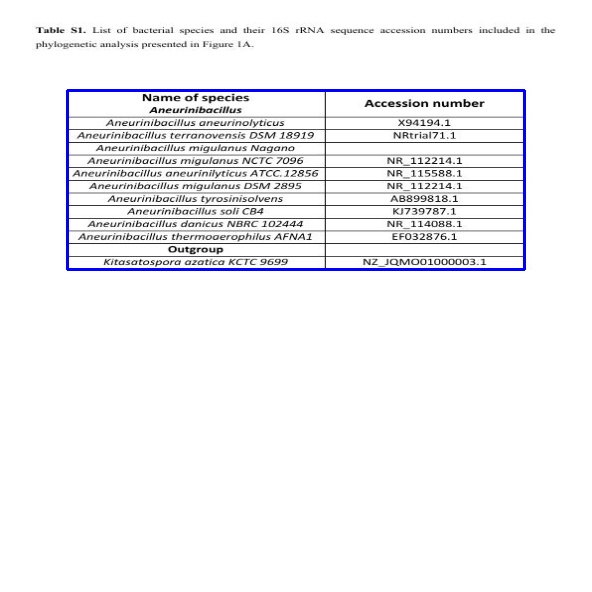 Table S1. List of bacterial species and their 16S rRNA sequence accession numbers included in the
phylogenetic analysis presented in Figure 1A.
Name of species
Aneurinibacillus
Accession number
Aneurinibacillus aneurinolyticus X94194.1
Aneurinibacillus terranovensis DSM 18919 NRtrial71.1
Aneurinibacillus migulanus Nagano
Aneurinibacillus migulanus NCTC 7096 NR_112214.1
Aneurinibacillus aneurinilyticus ATCC.12856 NR_115588.1
Aneurinibacillus migulanus DSM 2895 NR_112214.1
Aneurinibacillus tyrosinisolvens AB899818.1
Aneurinibacillus soli CB4 KJ739787.1
Aneurinibacillus danicus NBRC 102444 NR_114088.1
Aneurinibacillus thermoaerophilus AFNA1 EF032876.1
Outgroup
Kitasatospora azatica KCTC 9699 NZ_JQMO01000003.1